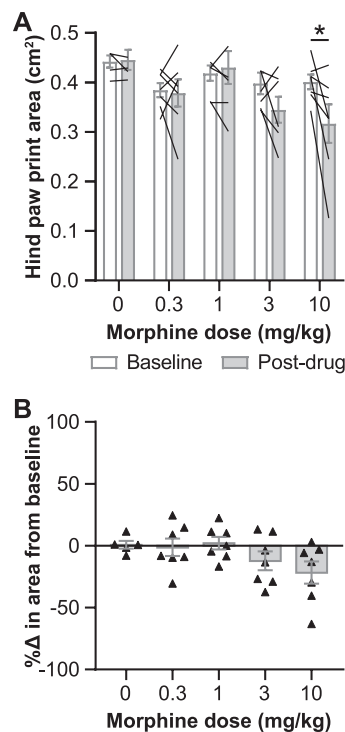 A
Hind paw print area (cm²)
0.5
0.4
0.3
0.2
0.1
0.0
*
0 0.3 1 3 10
Morphine dose (mg/kg)
Baseline Post-drug
B
%Δ in area from baseline
100
50
0
-50
-100
0 0.3 1 3 10
Morphine dose (mg/kg)